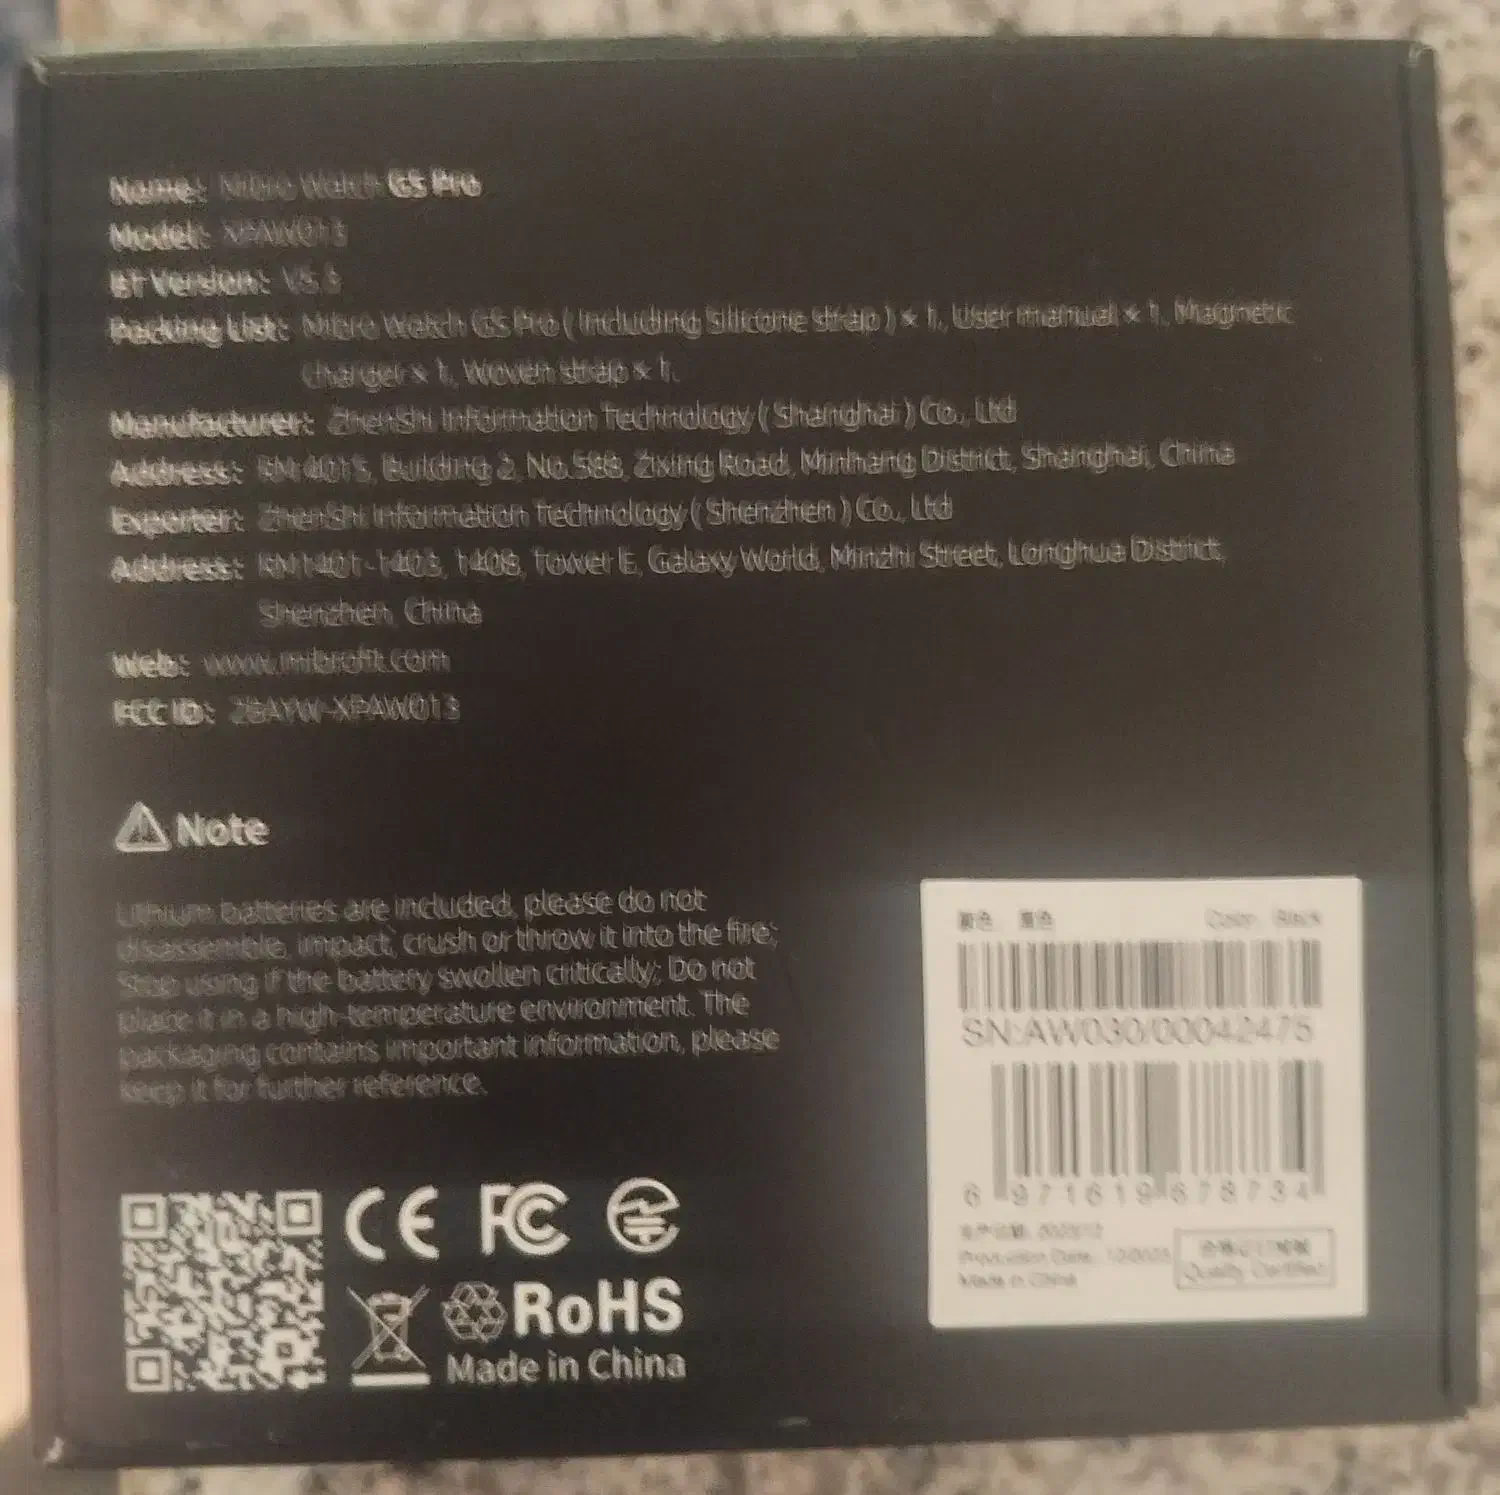 Name: Mibro Watch GS Pro
Model: XPAW013
BT Version: V5.3
Packing List: Mibro Watch GS Pro ( Including Silicone strap ) × 1, User manual × 1, Magnetic
charger × 1, Woven strap × 1.
Manufacturer: ZhenShi Information Technology ( Shanghai ) Co., Ltd
Address: RM 4015, Building 2, No.588, Zixing Road, Minhang District, Shanghai, China
Exporter: ZhenShi Information Technology ( Shenzhen ) Co., Ltd
Address: RM1401-1403, 1408, Tower E, Galaxy World, Minzhi Street, Longhua District,
Shenzhen, China
Web: www.mibrofit.com
FCC ID: XPAW013
Note
Lithium batteries are included, please do not
disassemble, impact, crush or throw it into the fire;
Stop using if the battery swollen critically; Do not
place it in a high-temperature environment. The
packaging contains important information, please
keep it for further reference.
CE FC
RoHS
Made in China
颜色: 黑色 Color: Black
SN:AW030/00042475
6 971619 678734
Production Date:
Made in China
Quality Certified